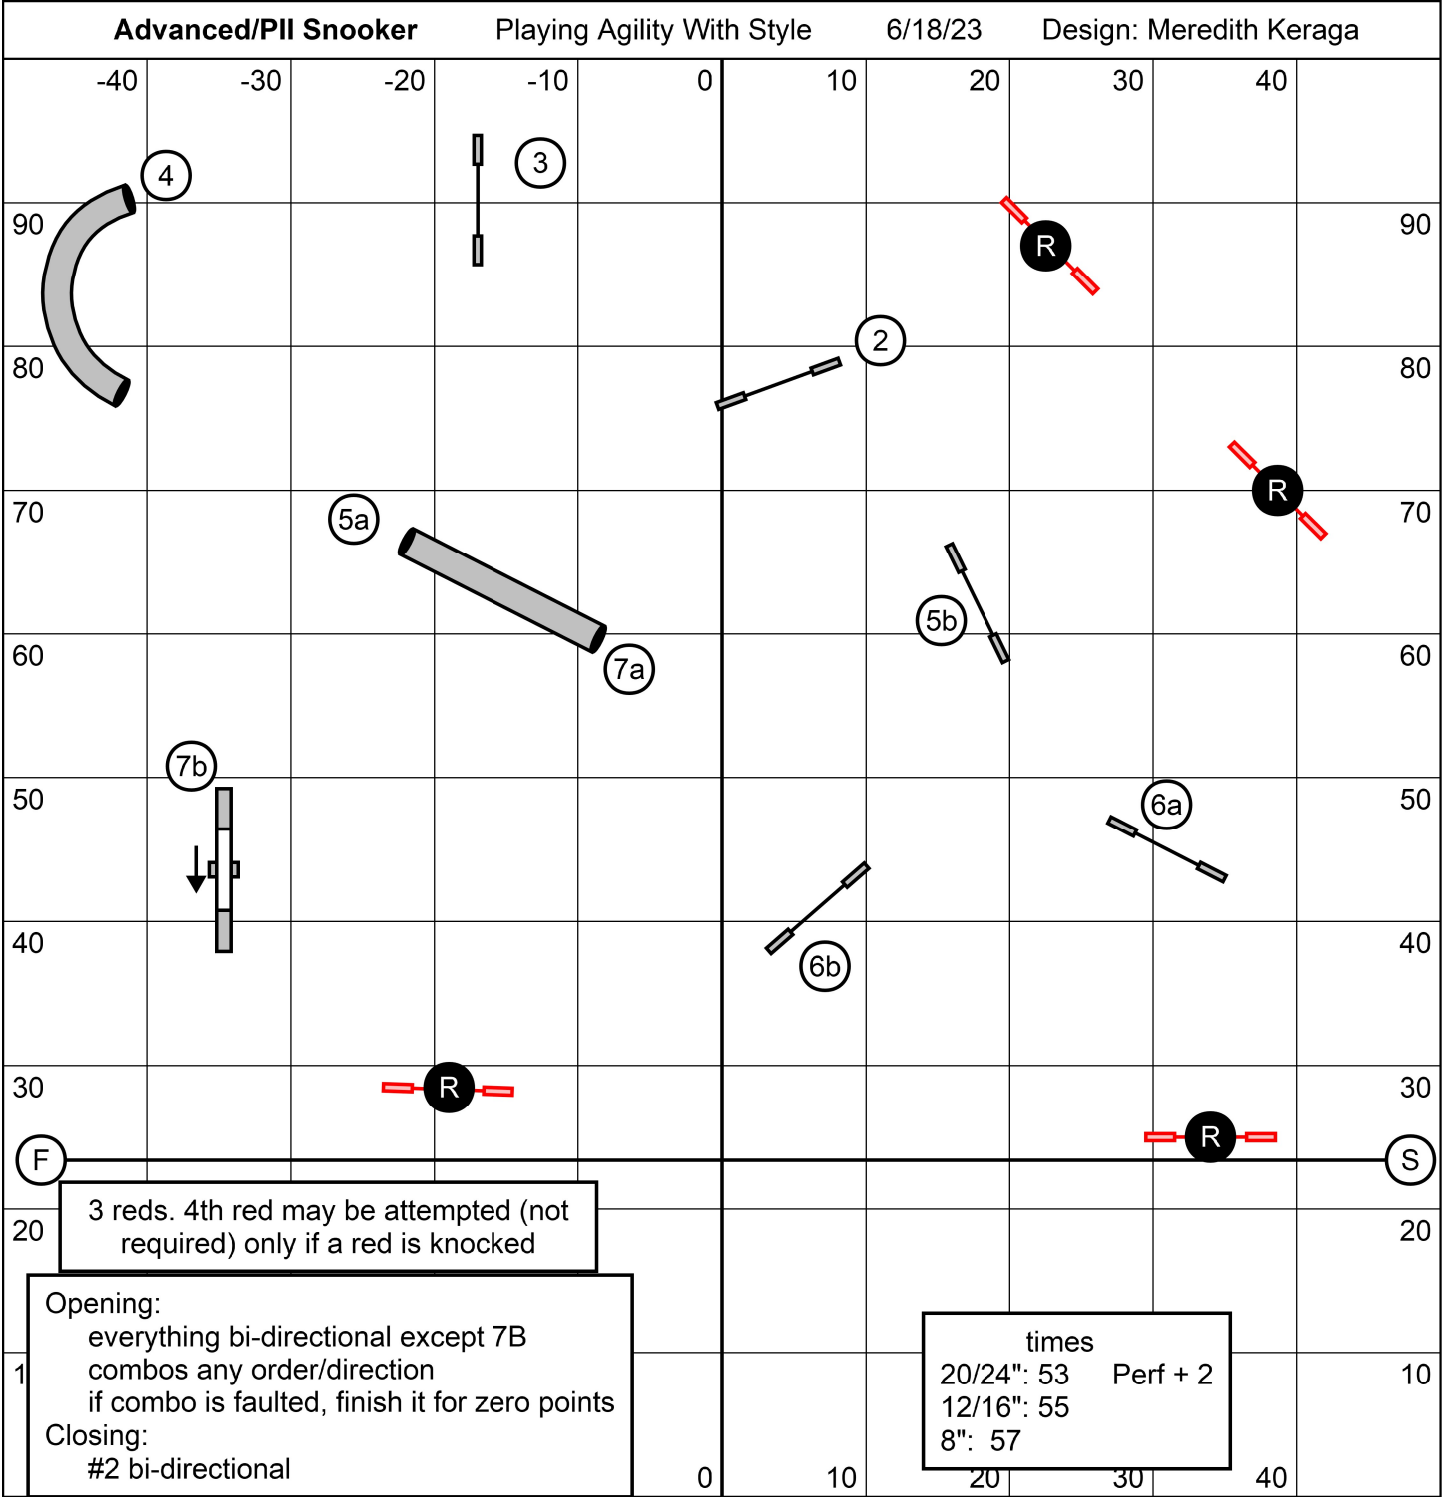 Advanced/PII Snooker Playing Agility With Style 6/18/23 Design: Meredith Keraga
-40 -30 -20 -10 0 10 20 30 40
4
3
90 R 90
2
80 80
R
70 70
5a
5b
60 60
7a
7b
50 6a 50
40 40
6b
30 R 30
R
F S
3 reds. 4th red may be attempted (not
required) only if a red is knocked
20 20
Opening:
everything bi-directional except 7B
combos any order/direction
if combo is faulted, finish it for zero points
Closing:
#2 bi-directional
times
20/24": 53 Perf + 2
12/16": 55
8": 57
1 10
0 10 20 30 40